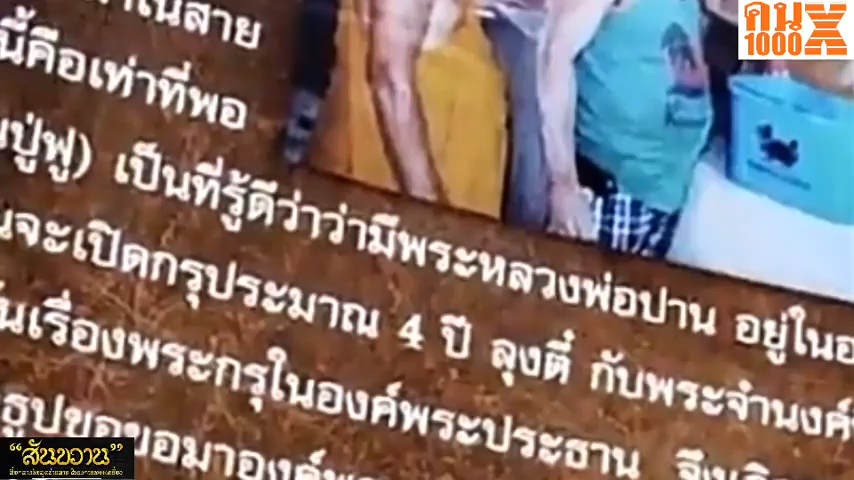 คน
1000X
ในสาย
นี้คือเท่าที่พอ
ปู่ฟู) เป็นที่รู้ดีว่าว่ามีพระหลวงพ่อปาน อยู่ใน
จะเปิดกรุประมาณ 4 ปี ลุงตี๋ กับพระจำนงค์
เรื่องพระกรุในองค์พระประธาน
ธูปขอขอมาองค์
“สันขวาน”